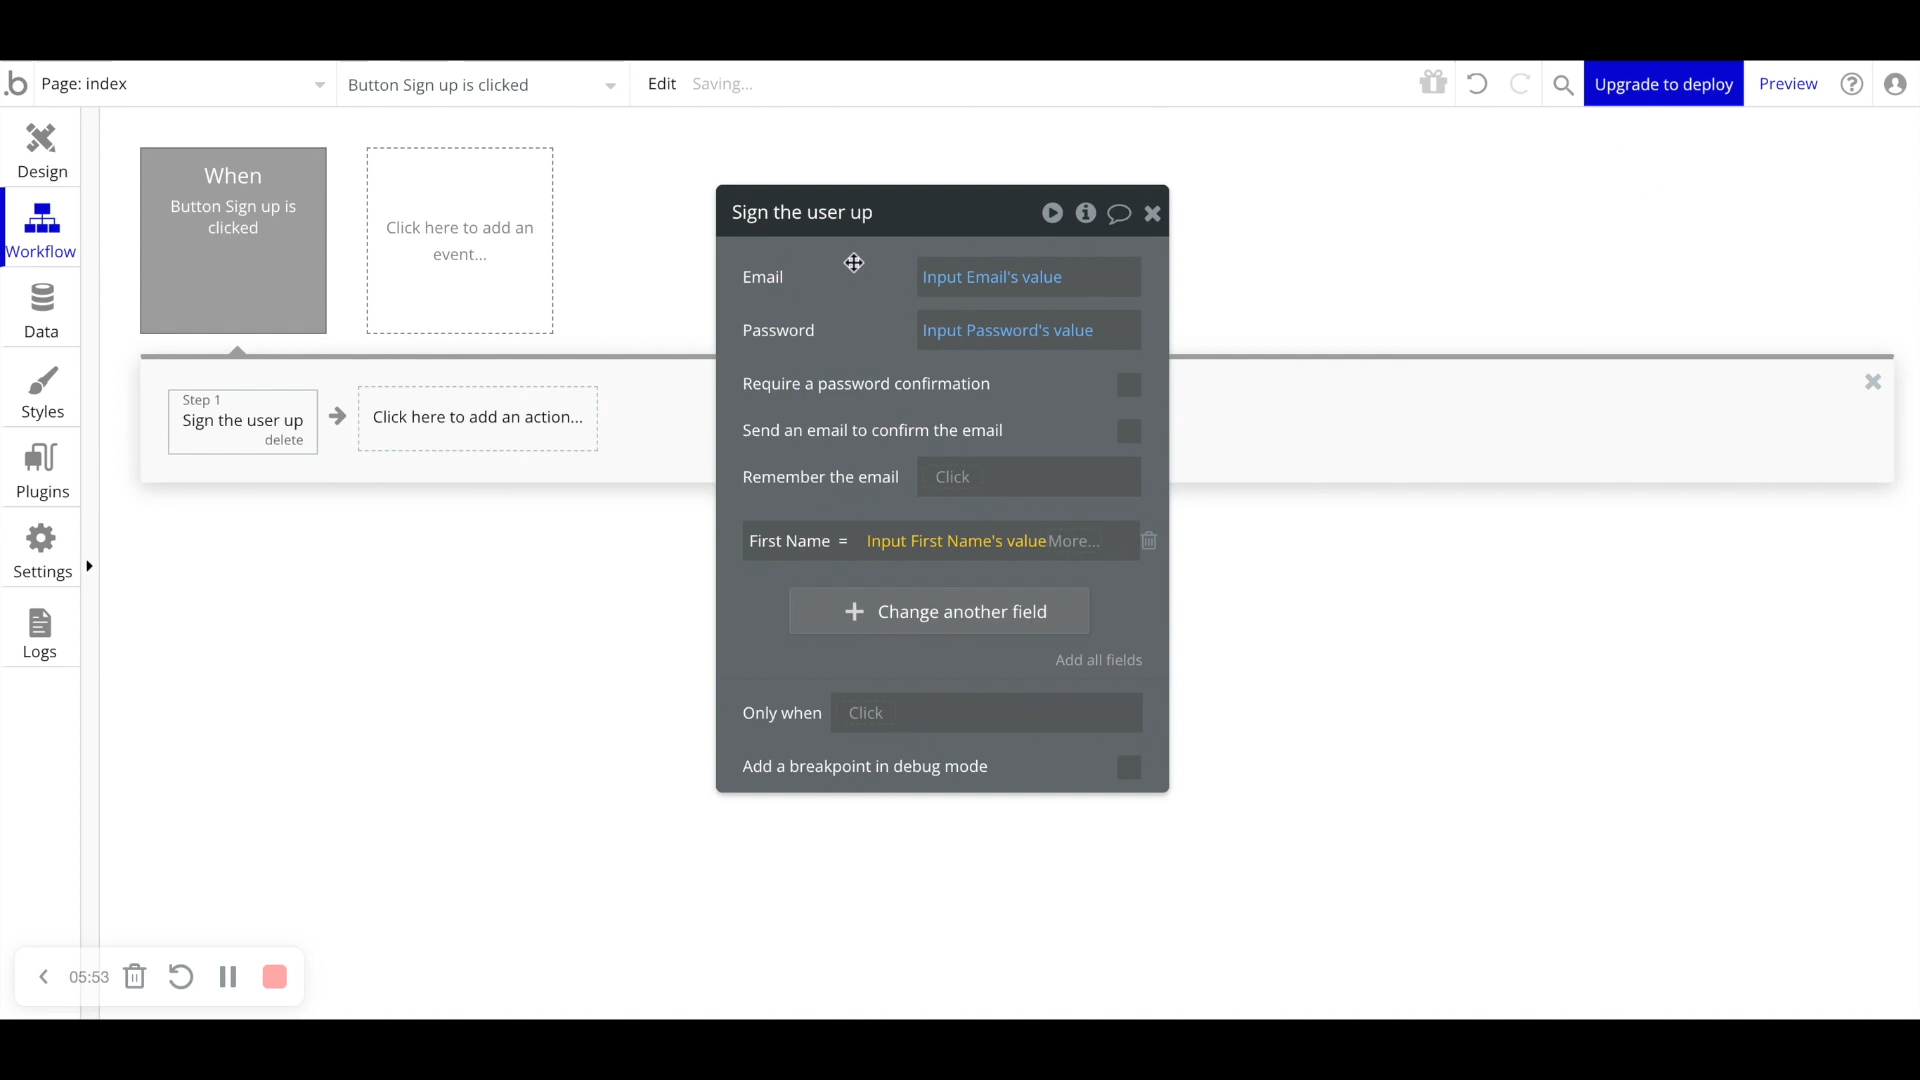 .b
Page: index
Button Sign up is clicked
Edit
Saving...
Upgrade to deploy
Preview
?
Design
Workflow
Data
Styles
Plugins
Settings
Logs
When
Button Sign up is
clicked
Click here to add an
event...
Step 1
Sign the user up
delete
Click here to add an action...
Sign the user up
Email
Input Email's value
Password
Input Password's value
Require a password confirmation
Send an email to confirm the email
Remember the email
Click
First Name =
Input First Name's value More...
+ Change another field
Add all fields
Only when
Click
Add a breakpoint in debug mode
05:53